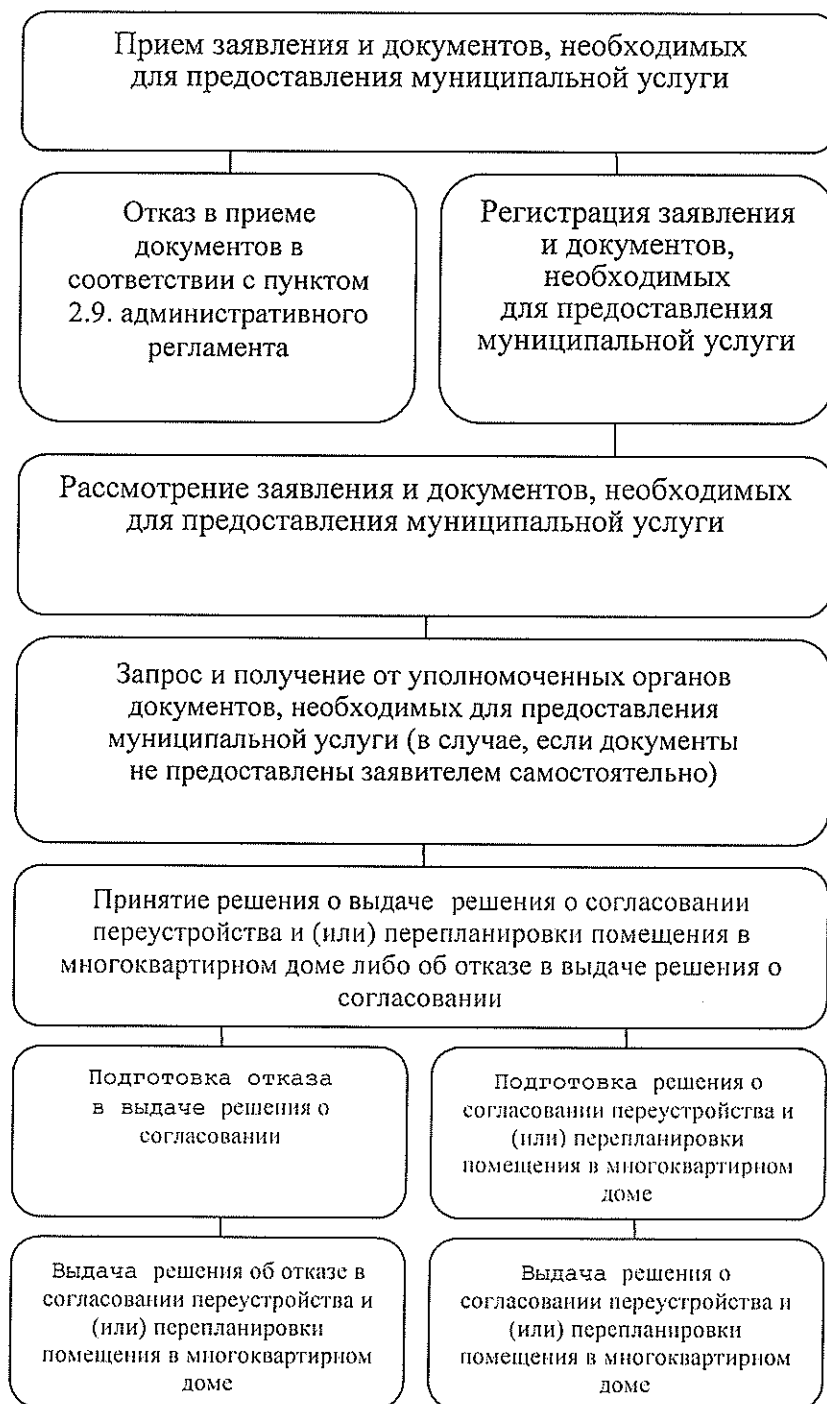 Прием заявления и документов, необходимых
для предоставления муниципальной услуги
Отказ в приеме
документов в
соответствии с пунктом
2.9. административного
регламента
Регистрация заявления
и документов,
необходимых
для предоставления
муниципальной услуги
Рассмотрение заявления и документов, необходимых
для предоставления муниципальной услуги
Запрос и получение от уполномоченных органов
документов, необходимых для предоставления
муниципальной услуги (в случае, если документы
не предоставлены заявителем самостоятельно)
Принятие решения о выдаче решения о согласовании
переустройства и (или) перепланировки помещения в
многоквартирном доме либо об отказе в выдаче решения о
согласовании
Подготовка отказа
в выдаче решения о
согласовании
Подготовка решения о
согласовании переустройства и
(или) перепланировки
помещения в многоквартирном
доме
Выдача решения об отказе в
согласовании переустройства и
(или) перепланировки
помещения в многоквартирном
доме
Выдача решения о
согласовании переустройства и
(или) перепланировки
помещения в многоквартирном
доме